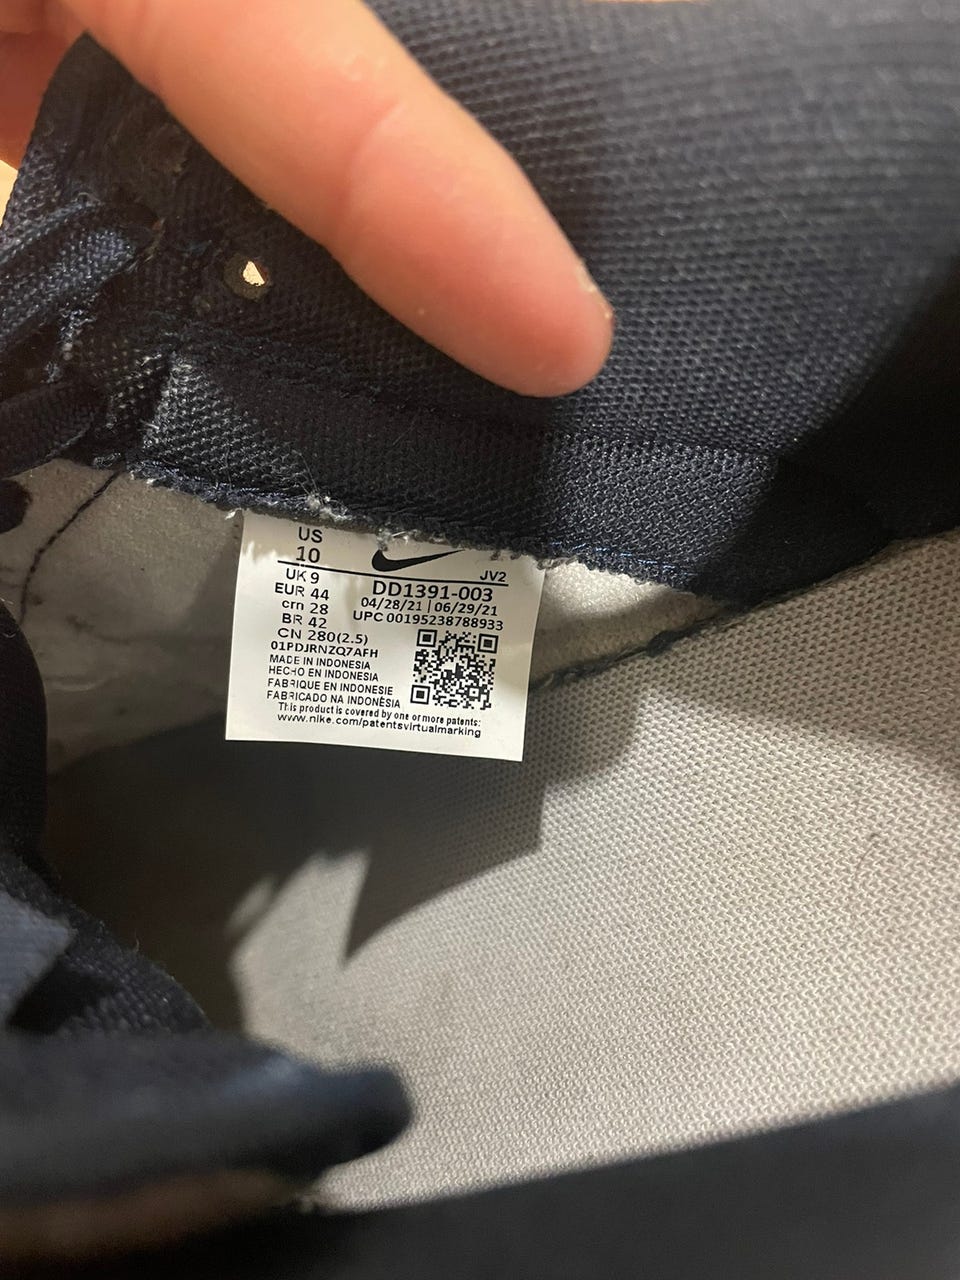 US
10
JV2
UK 9
EUR 44
cm 28
BR 42
CN 280(2.5)
01PDJRNZQ7AFH
DD1391-003
04/28/21 | 06/29/21
UPC 00195238788933
MADE IN INDONESIA
HECHO EN INDONESIA
FABRIQUE EN INDONESIE
FABRICADO NA INDONÈSIA
This product is covered by one or more patents:
www.nike.com/patentsvirtualmarking